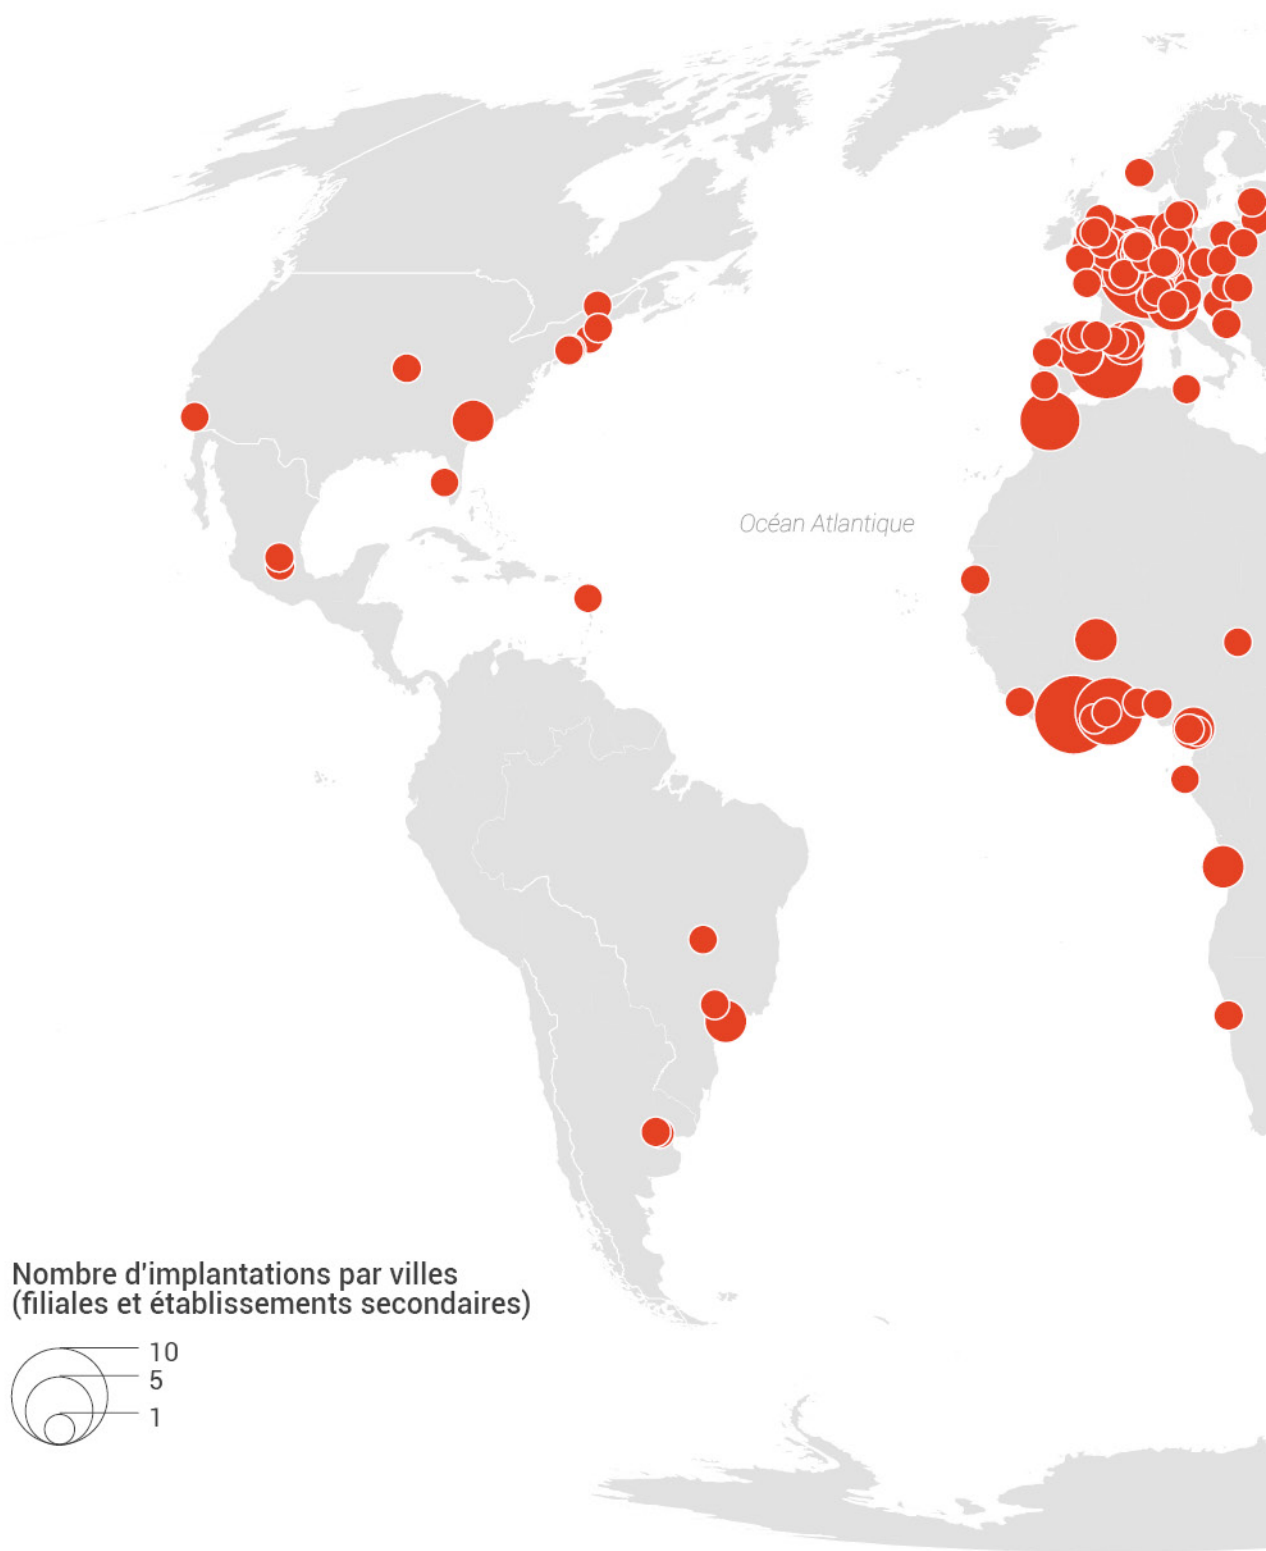 Océan Atlantique
Nombre d'implantations par villes
(filiales et établissements secondaires)
10
5
1